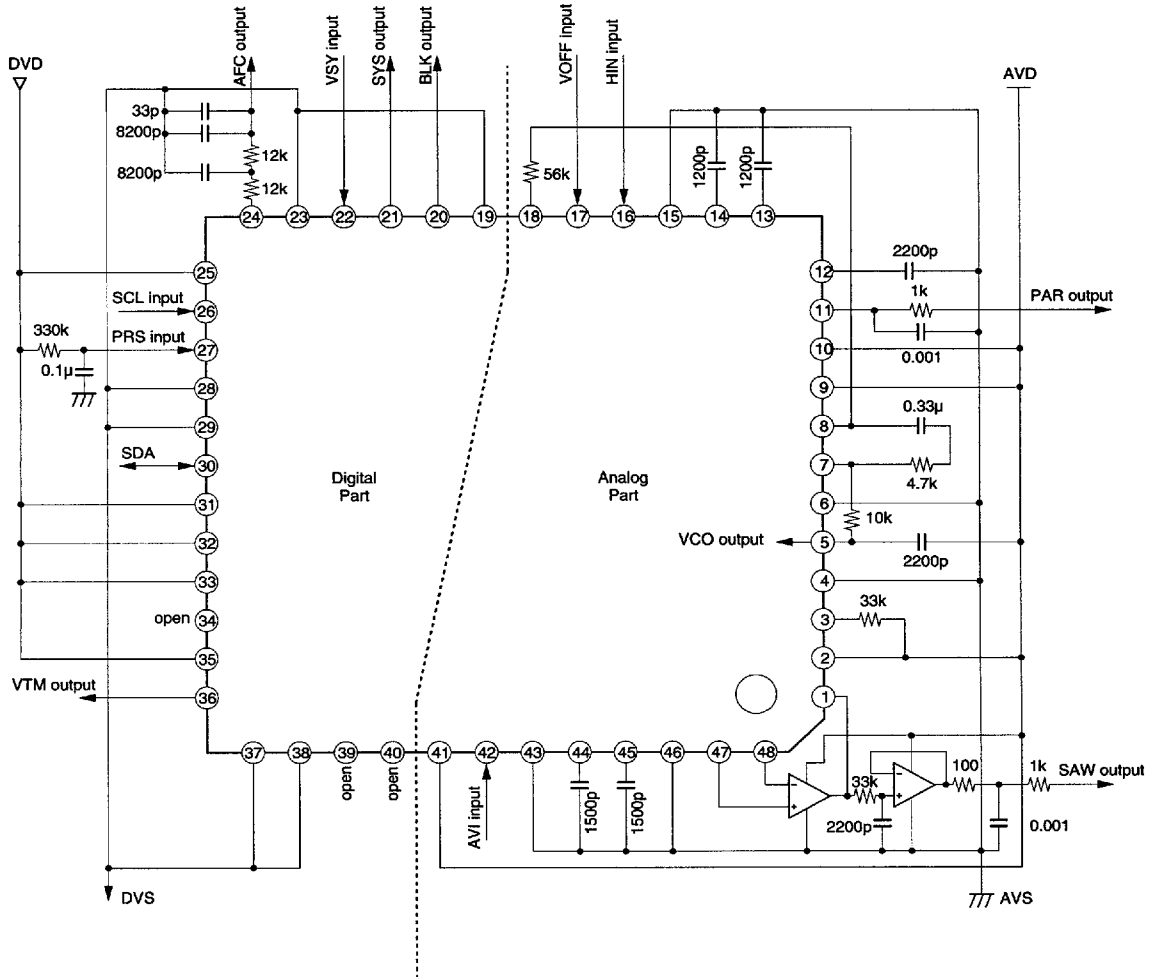 AFC output
VSY input
SYS output
BLK output
VOFF input
HIN input
DVD
AVD
33p
8200p
12k
8200p
12k
56k
1200p
1200p
24
23
22
21
20
19
18
17
16
15
14
13
25
12
2200p
SCL input
26
11
1k
PAR output
330k
PRS input
27
0.1µ
10
0.001
28
9
29
8
0.33µ
SDA
30
Digital
Part
Analog
Part
7
4.7k
31
6
10k
32
VCO output
5
2200p
33
4
open
34
3
33k
35
2
VTM output
36
1
37
38
39
40
41
42
43
44
45
46
47
48
open
open
AVI input
1500p
1500p
-
+
33k
-
+
100
1k
SAW output
2200p
0.001
DVS
AVS